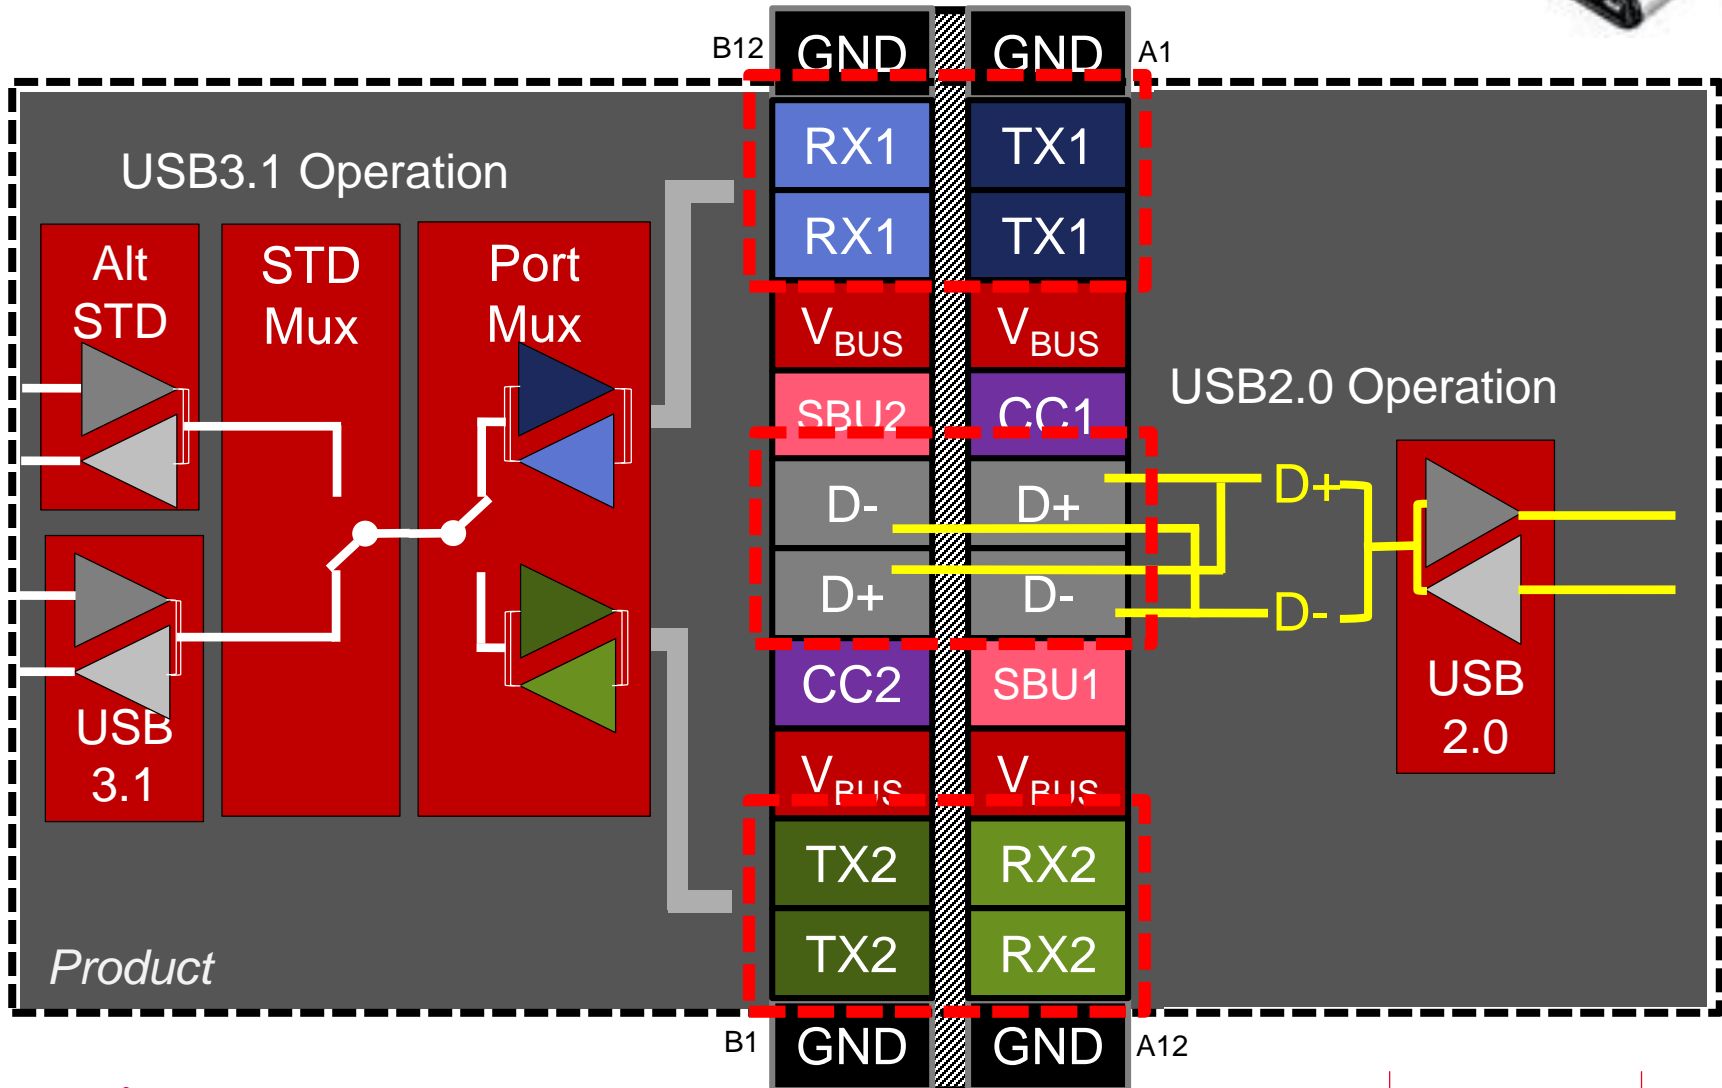 B12
GND
GND
A1
USB3.1 Operation
RX1
TX1
RX1
TX1
Alt
STD
STD
Mux
Port
Mux
VBUS
VBUS
SBU2
CC1
USB2.0 Operation
D-
D+
D+
D+
D-
D-
CC2
SBU1
USB
3.1
USB
2.0
VBUS
VBUS
TX2
RX2
TX2
RX2
Product
B1
GND
GND
A12